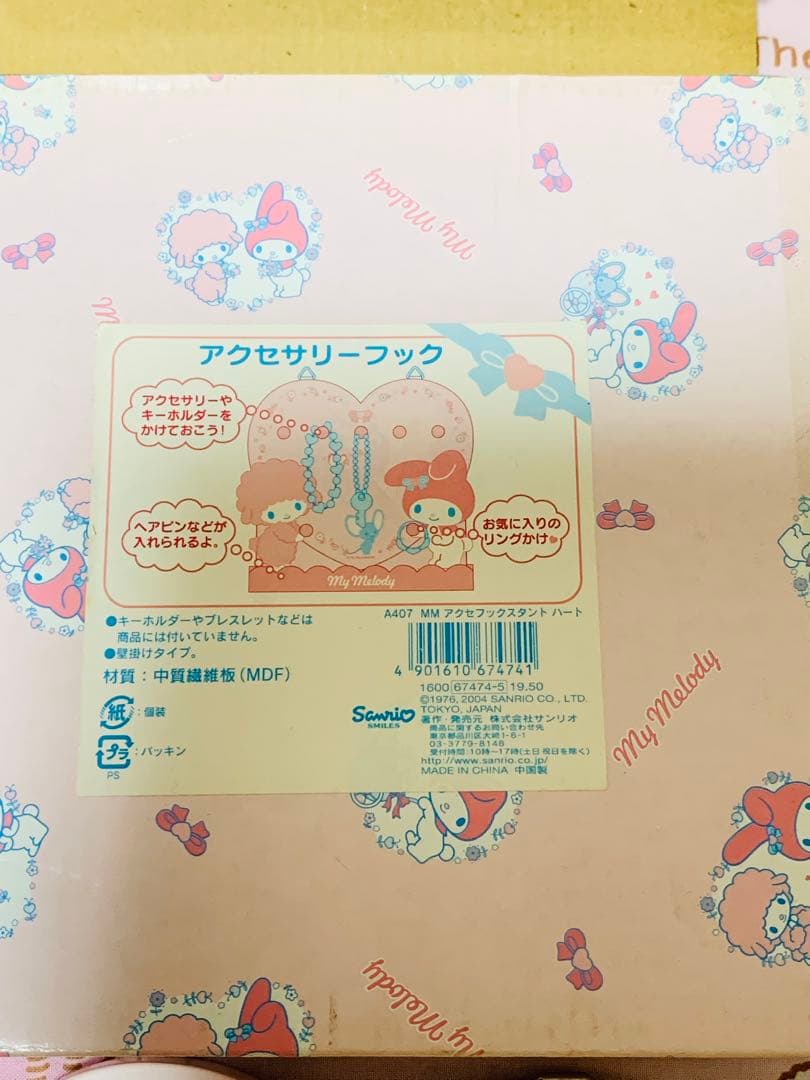 The
My Melody
My
アクセサリーフック
アクセサリーや
キーホルダーを
かけておこう!
ヘアピンなどが
入れられるよ。
お気に入りの
リングかけ
My Melody
●キーホルダーやブレスレットなどは
商品には付いていません。
●壁掛けタイプ。
材質:中質繊維板(MDF)
紙:個装
プラ:パッキン
PS
A407 MM アクセフックスタント ハート
4 901610 674741
1600 67474-5 19.50
©1976, 2004 SANRIO CO., LTD.
TOKYO, JAPAN
Sanrio
SMILES
著作・発売元 株式会社サンリオ
商品に関するお問い合わせ先
東京都品川区大崎1-6-1
03-3779-8148
受付時間:10時~17時(土日祝日を除く)
http://www.sanrio.co.jp/
MADE IN CHINA 中国製
My Melody
My Melody